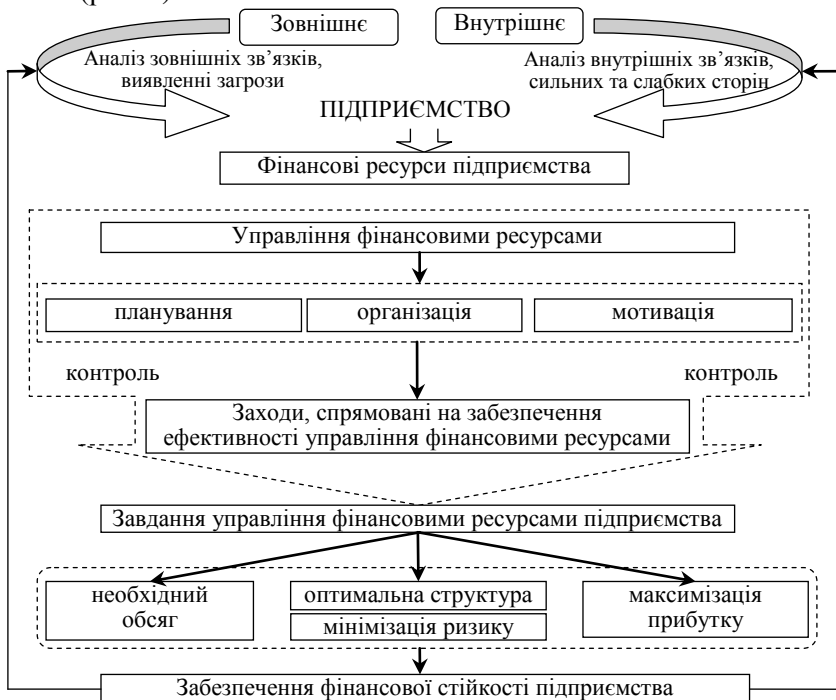 Зовнішнє
Внутрішнє
Аналіз зовнішніх зв’язків,
виявленні загрози
Аналіз внутрішніх зв’язків,
сильних та слабких сторін
ПІДПРИЄМСТВО
Фінансові ресурси підприємства
Управління фінансовими ресурсами
планування
організація
мотивація
контроль
контроль
Заходи, спрямовані на забезпечення
ефективності управління фінансовими ресурсами
Завдання управління фінансовими ресурсами підприємства
необхідний
обсяг
оптимальна структура
мінімізація ризику
максимізація
прибутку
Забезпечення фінансової стійкості підприємства